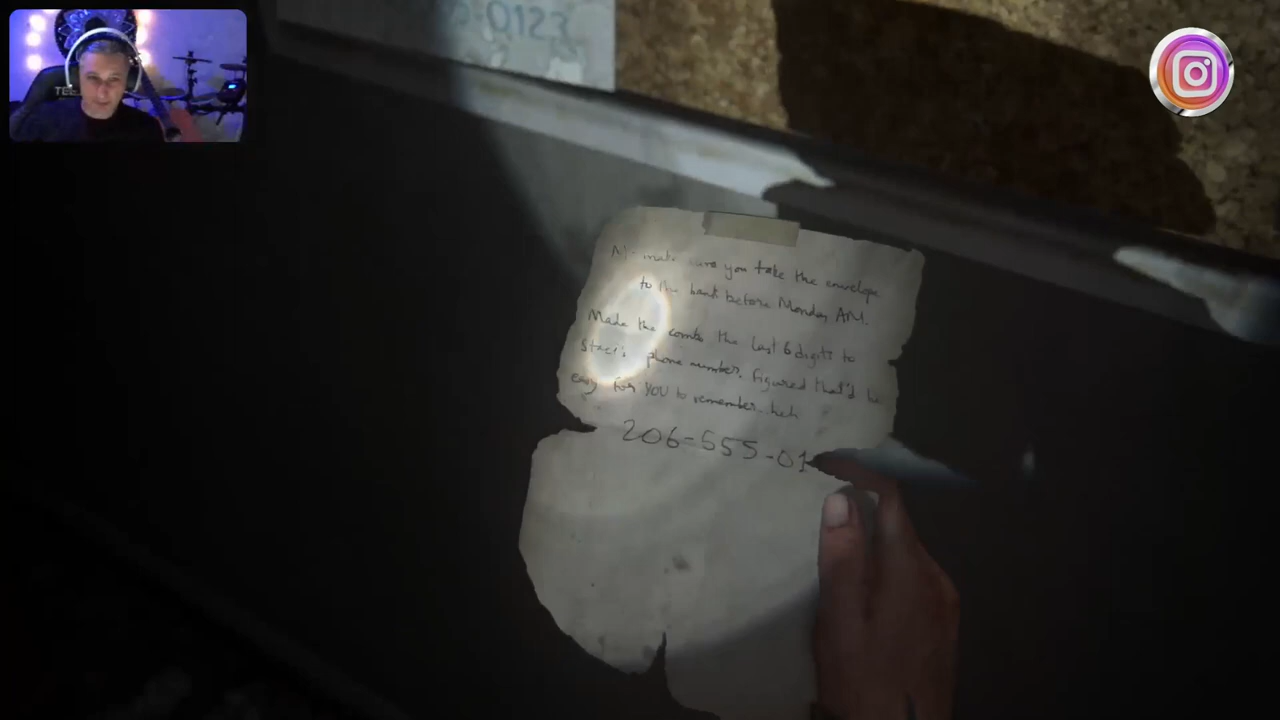 0123
make sure you take the envelope
to the bank before Monday AM.
Made the combo the last 6 digits to
Staci's phone number. Figured that'd be
easy for YOU to remember heh
206-555-01